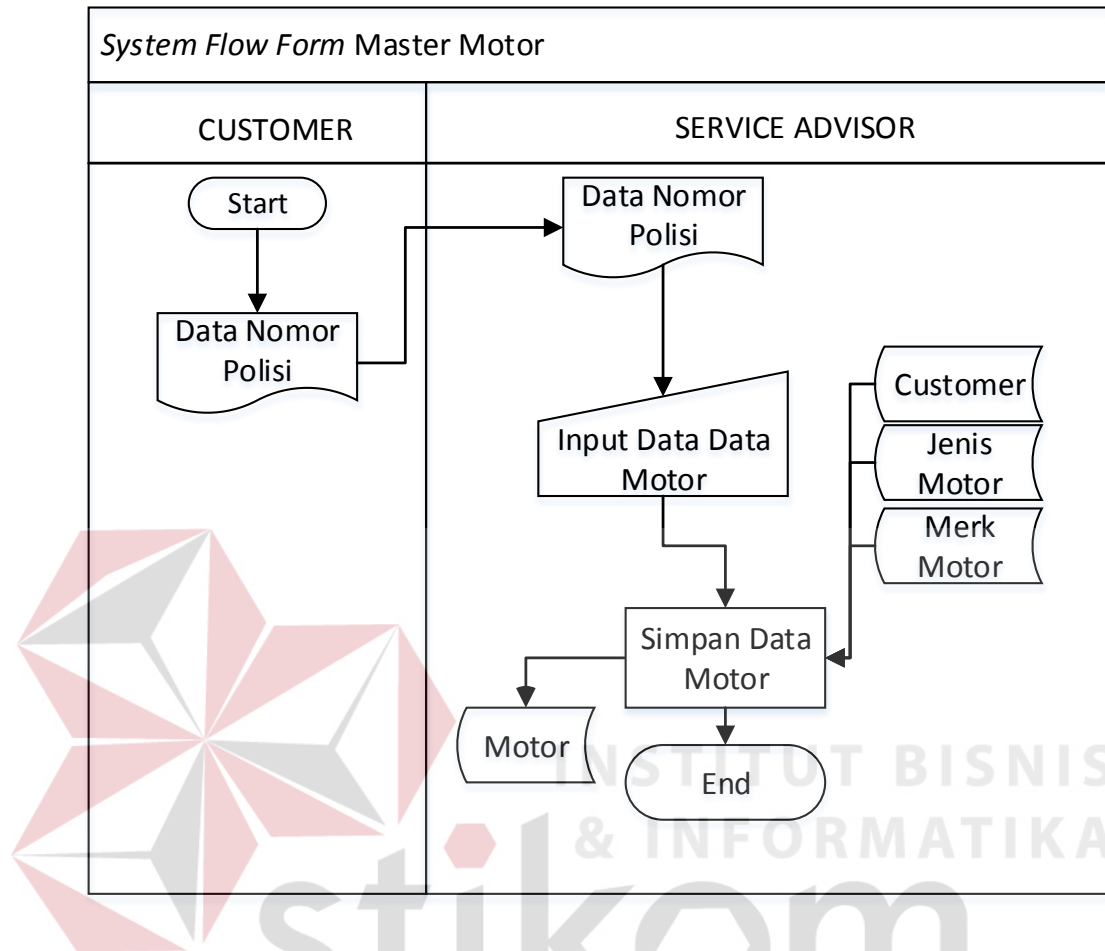 System Flow Form Master Motor
CUSTOMER
SERVICE ADVISOR
Start
Data Nomor
Polisi
Data Nomor
Polisi
Input Data Data
Motor
Customer
Jenis
Motor
Merk
Motor
Simpan Data
Motor
Motor
End
INSTITUT BISNIS
& INFORMATIKA
stikom